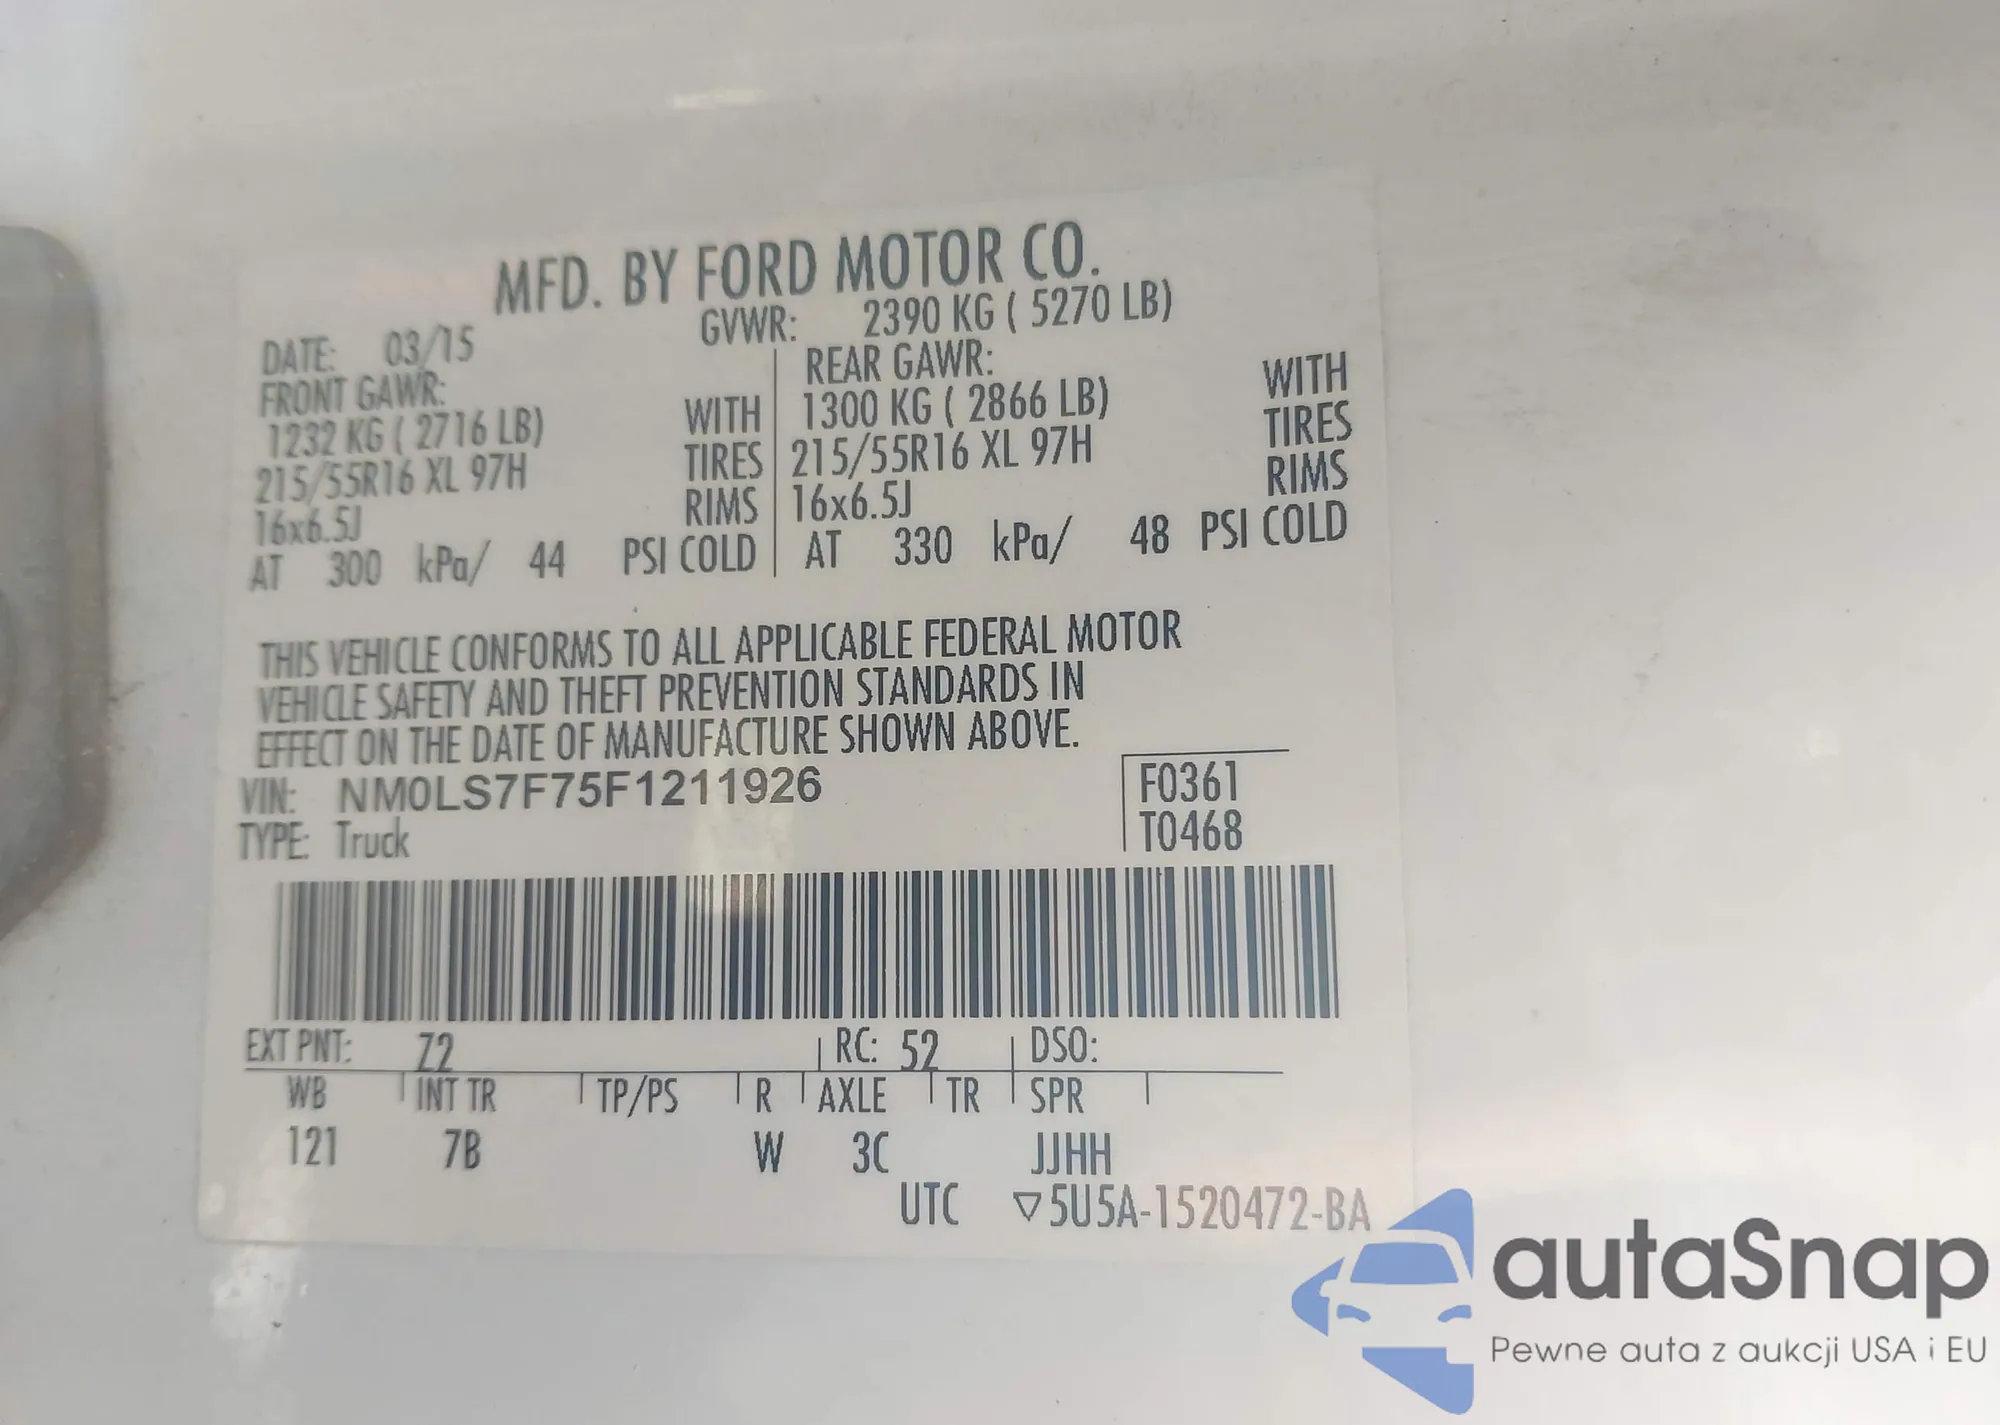 MFD. BY FORD MOTOR CO.
DATE: 03/15 GVWR: 2390 KG ( 5270 LB)
FRONT GAWR: REAR GAWR:
1232 KG ( 2716 LB) WITH 1300 KG ( 2866 LB) WITH
215/55R16 XL 97H TIRES 215/55R16 XL 97H TIRES
16x6.5J RIMS 16x6.5J RIMS
AT 300 kPa/ 44 PSI COLD AT 330 kPa/ 48 PSI COLD
THIS VEHICLE CONFORMS TO ALL APPLICABLE FEDERAL MOTOR
VEHICLE SAFETY AND THEFT PREVENTION STANDARDS IN
EFFECT ON THE DATE OF MANUFACTURE SHOWN ABOVE.
VIN: NM0LS7F75F1211926 F0361
TYPE: Truck T0468
EXT PNT: Z2 RC: 52 DSO:
WB INT TR TP/PS R AXLE TR SPR
121 7B W 3C JJHH
UTC ▽5U5A-1520472-BA
autaSnap
Pewne auta z aukcji USA i EU